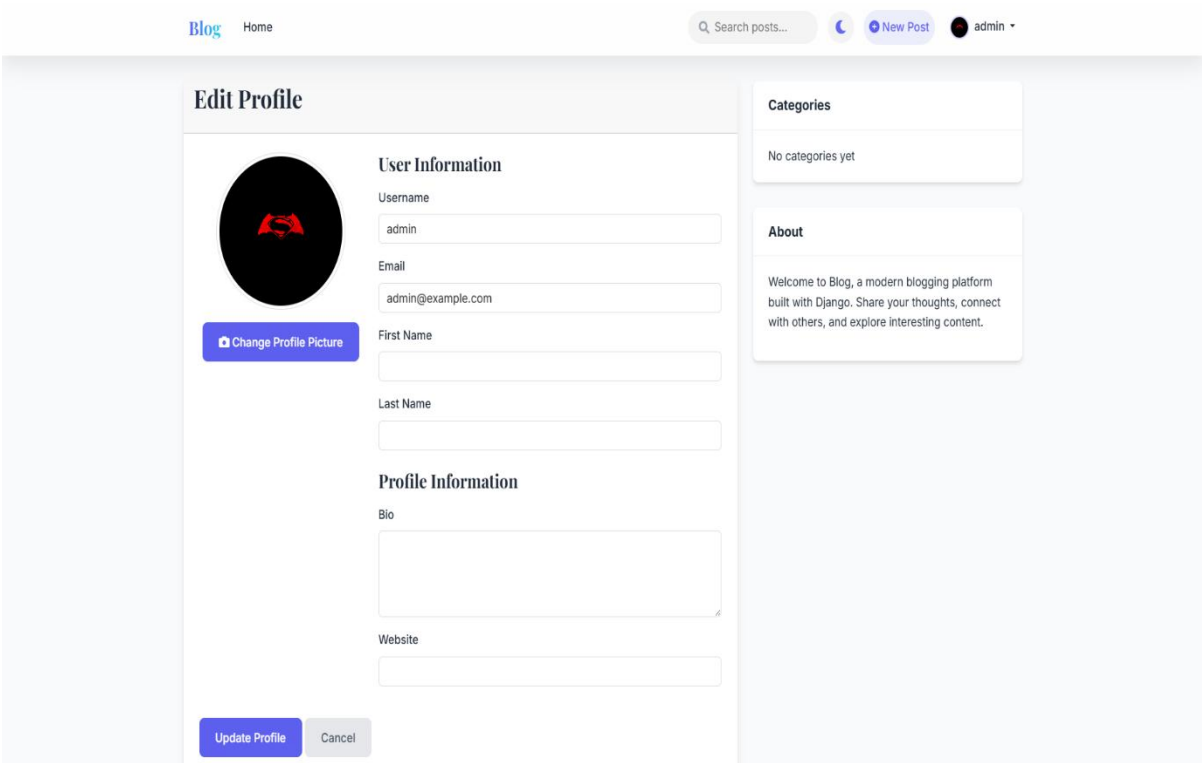 Blog
Home
Search posts...
New Post
admin
Edit Profile
Change Profile Picture
User Information
Username
admin
Email
admin@example.com
First Name
Last Name
Profile Information
Bio
Website
Update Profile
Cancel
Categories
No categories yet
About
Welcome to Blog, a modern blogging platform
built with Django. Share your thoughts, connect
with others, and explore interesting content.